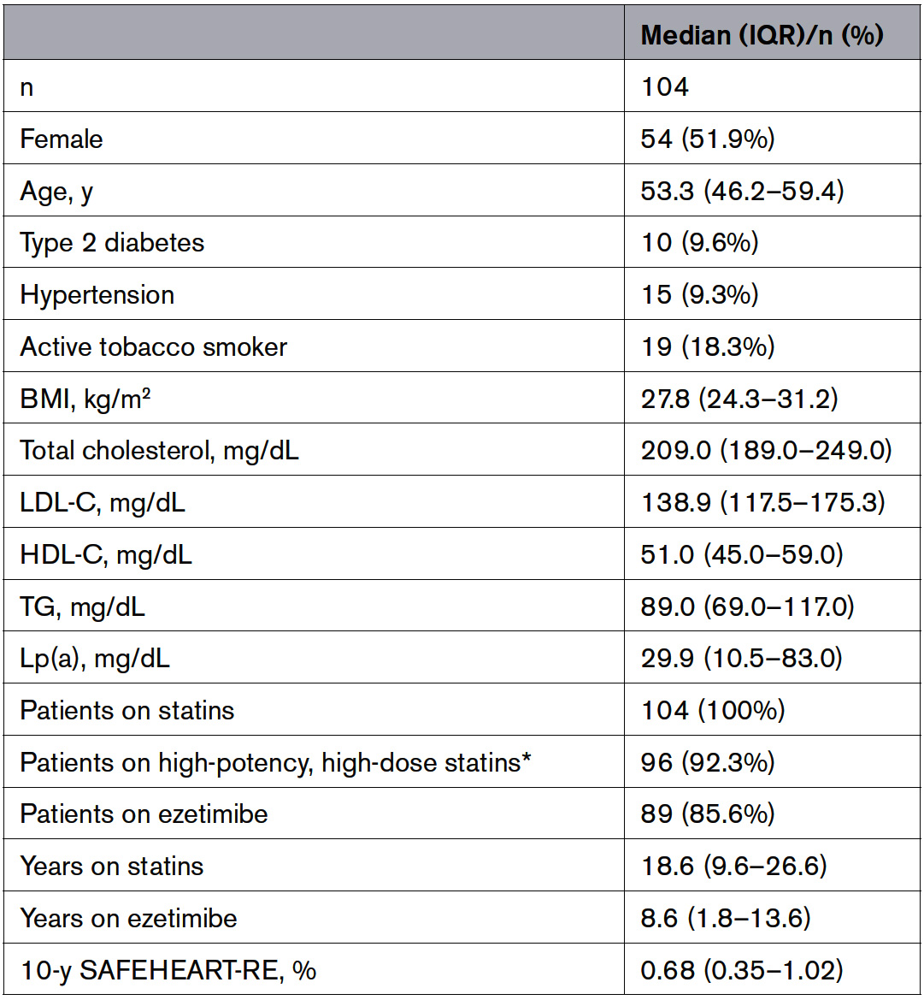 Median (IQR)/n (%)
n 104
Female 54 (51.9%)
Age, y 53.3 (46.2–59.4)
Type 2 diabetes 10 (9.6%)
Hypertension 15 (9.3%)
Active tobacco smoker 19 (18.3%)
BMI, kg/m² 27.8 (24.3–31.2)
Total cholesterol, mg/dL 209.0 (189.0–249.0)
LDL-C, mg/dL 138.9 (117.5–175.3)
HDL-C, mg/dL 51.0 (45.0–59.0)
TG, mg/dL 89.0 (69.0–117.0)
Lp(a), mg/dL 29.9 (10.5–83.0)
Patients on statins 104 (100%)
Patients on high-potency, high-dose statins* 96 (92.3%)
Patients on ezetimibe 89 (85.6%)
Years on statins 18.6 (9.6–26.6)
Years on ezetimibe 8.6 (1.8–13.6)
10-y SAFEHEART-RE, % 0.68 (0.35–1.02)